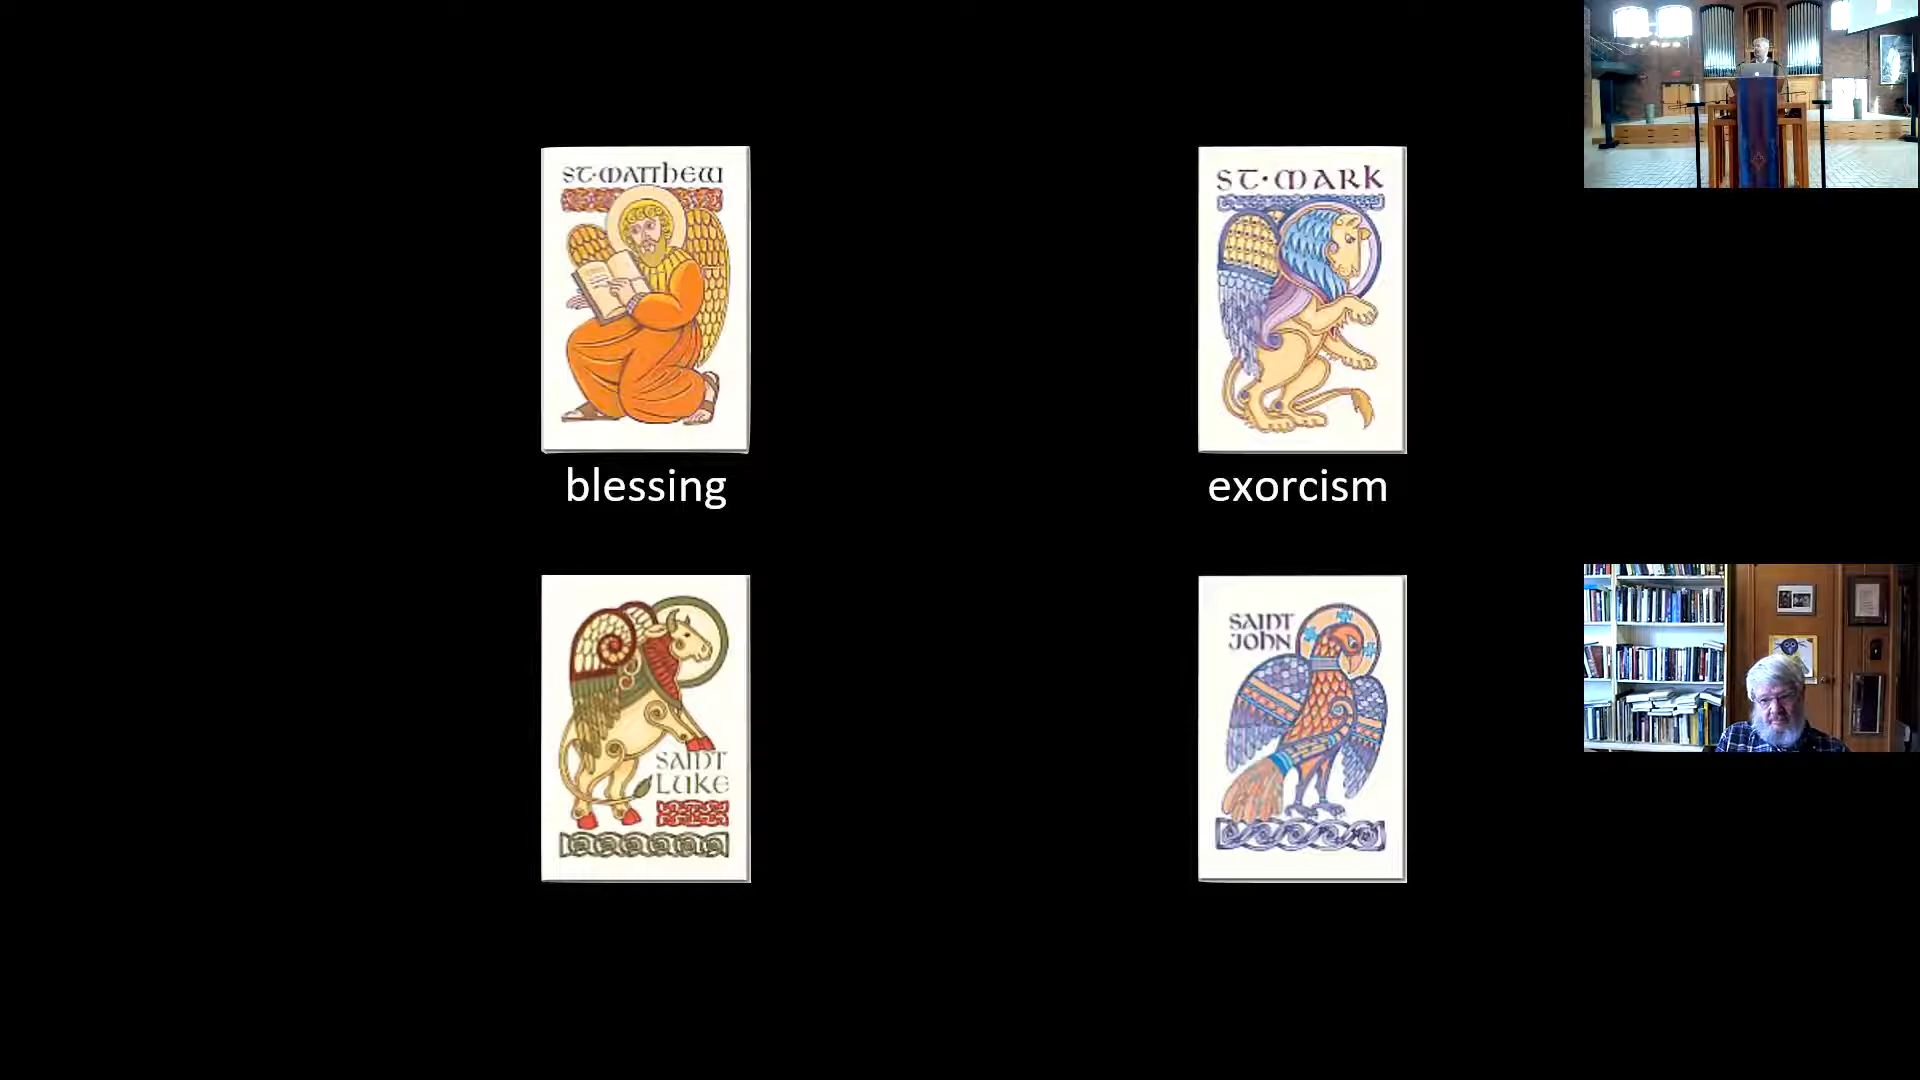 ST·MATTHEW
blessing
ST·MARK
exorcism
SAINT
LUKE
SAINT
JOHN